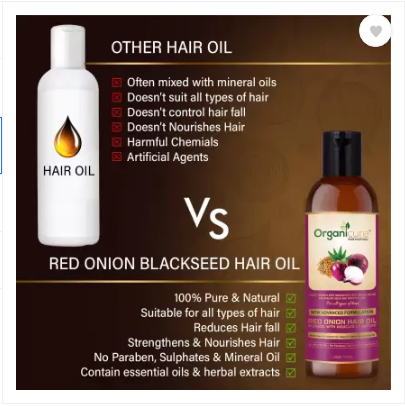 OTHER HAIR OIL
Often mixed with mineral oils
Doesn't suit all types of hair
Doesn't control hair fall
Doesn't Nourishes Hair
Harmful Chemials
Artificial Agents
HAIR OIL
Vs
Organicure
RED ONION BLACKSEED HAIR OIL
100% Pure & Natural
Suitable for all types of hair
Reduces Hair fall
Strengthens & Nourishes Hair
No Paraben, Sulphates & Mineral Oil
Contain essential oils & herbal extracts
RED ONION HAIR OIL